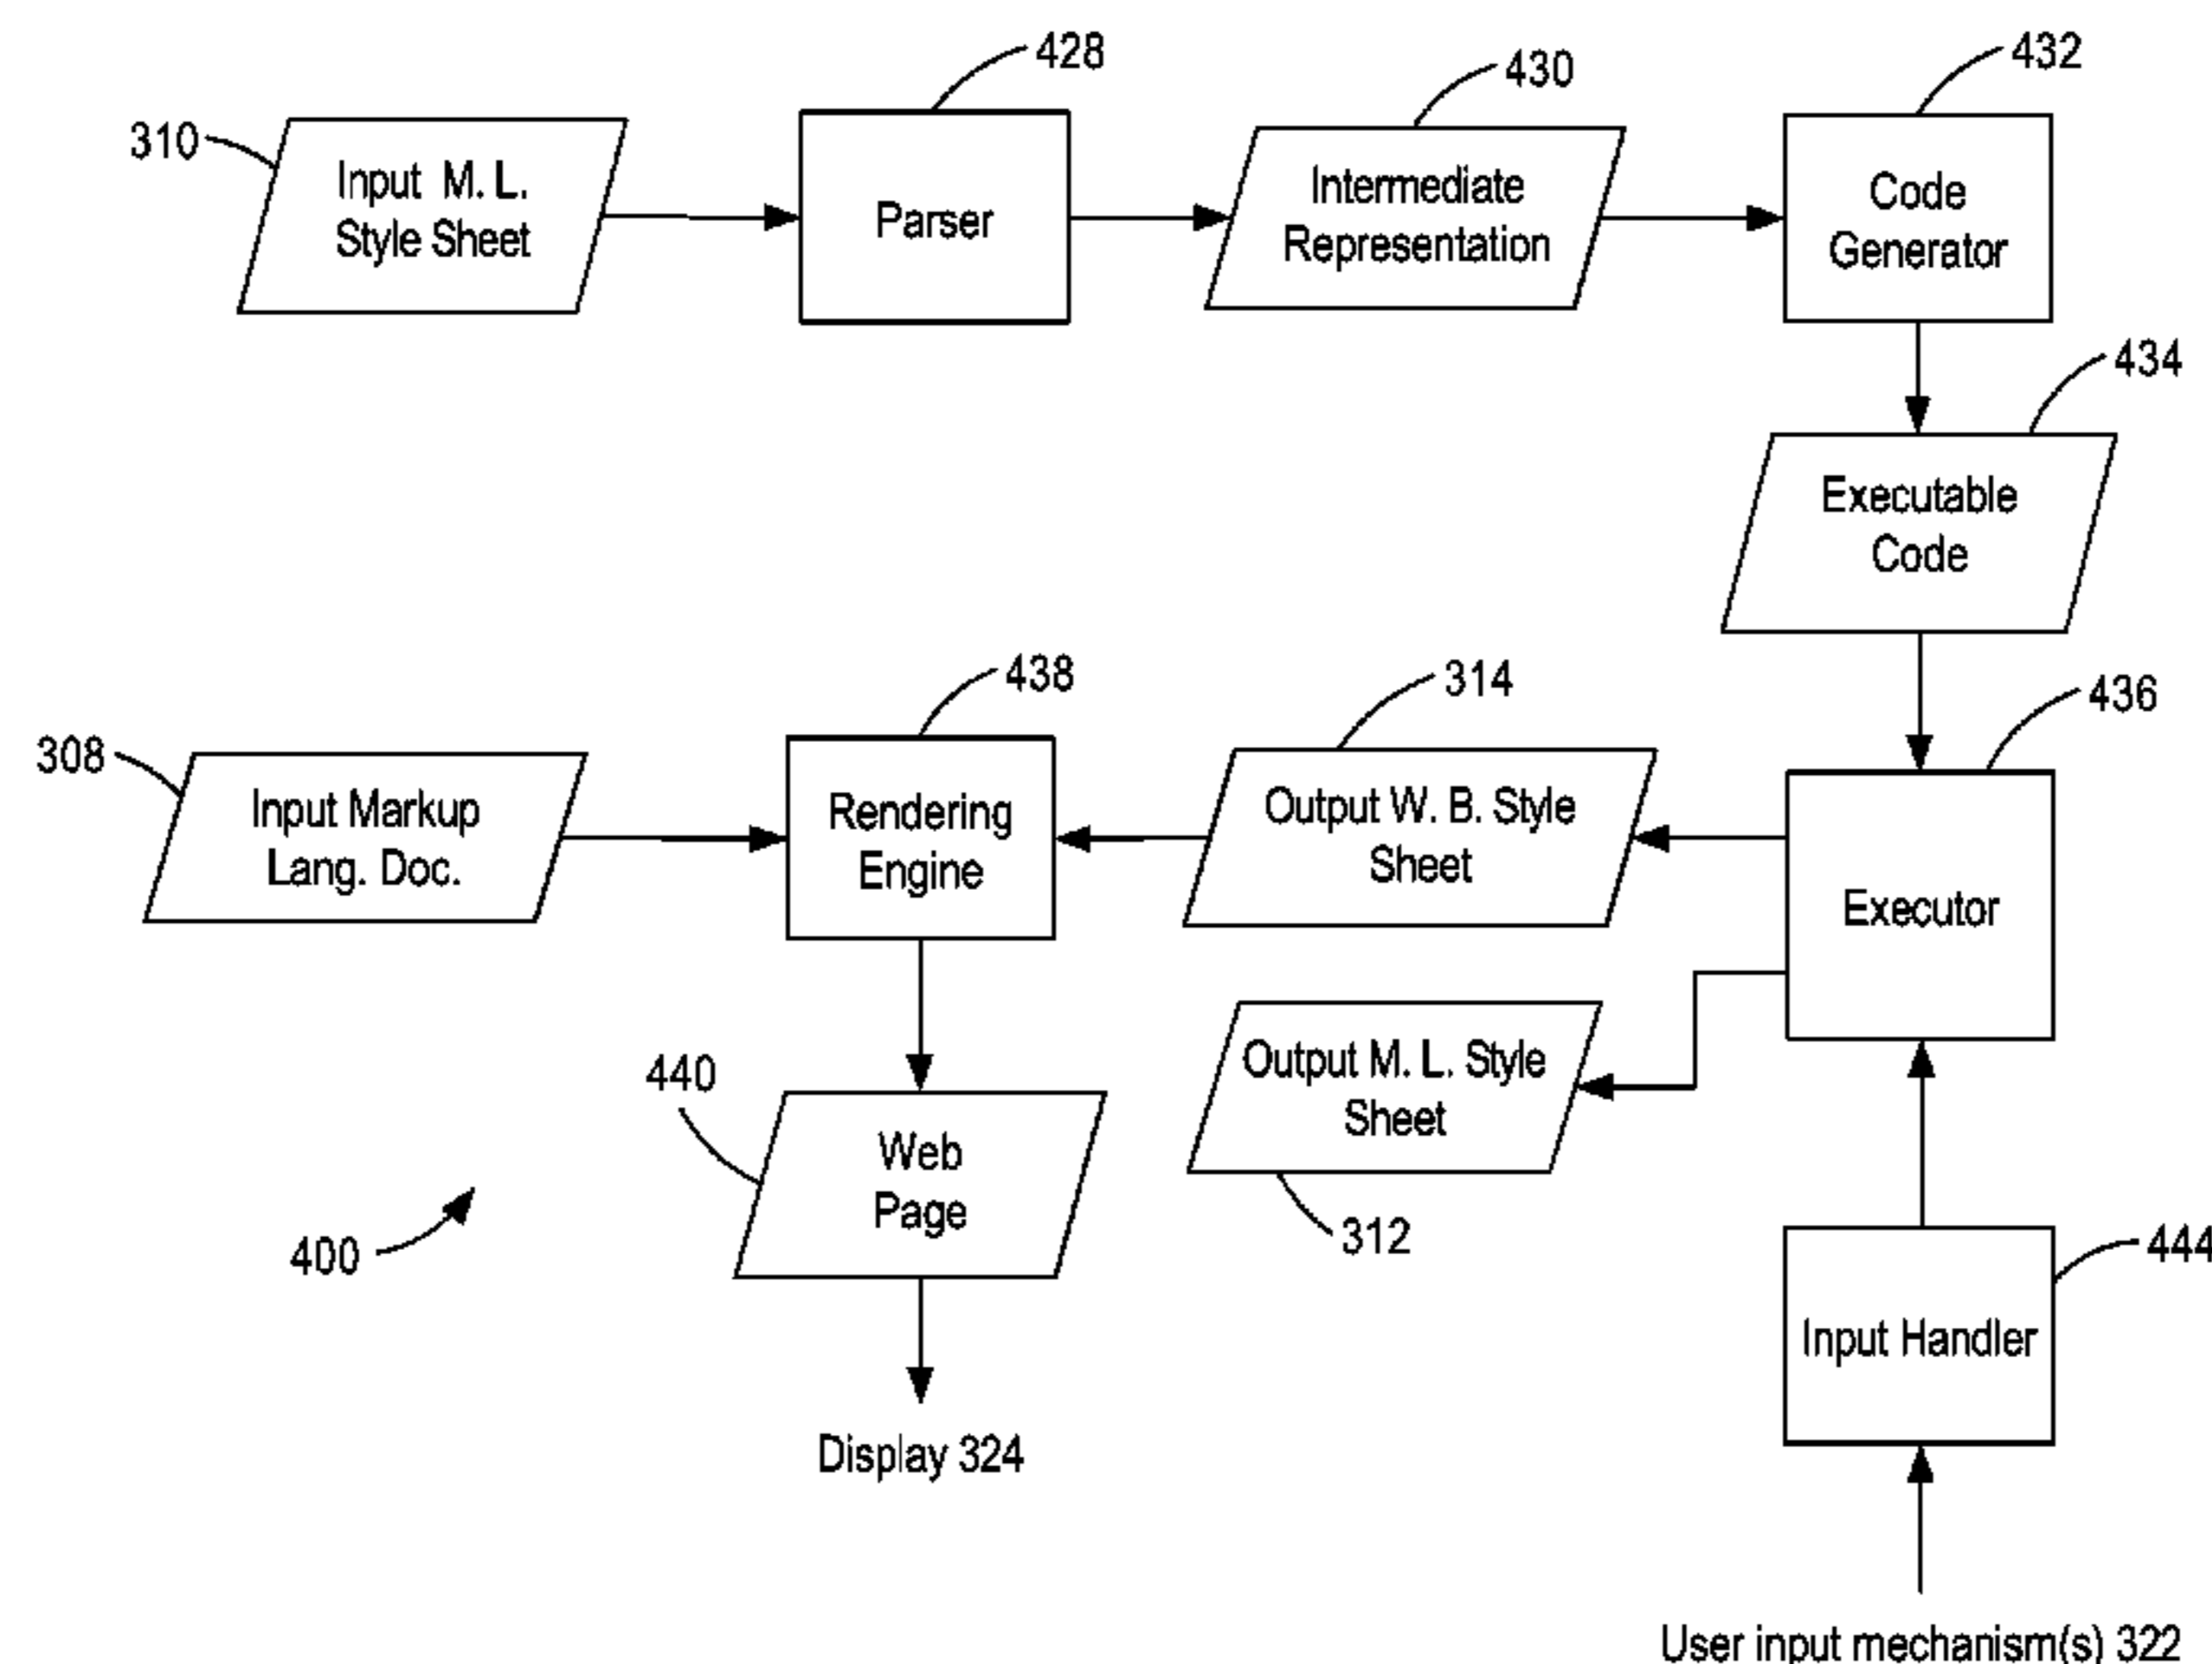 428
430
432
310
Input M. L.
Style Sheet
Parser
Intermediate
Representation
Code
Generator
434
Executable
Code
438
314
436
308
Input Markup
Lang. Doc.
Rendering
Engine
Output W. B. Style
Sheet
Executor
440
Output M. L. Style
Sheet
Web
Page
400
312
444
Input Handler
Display 324
User input mechanism(s) 322